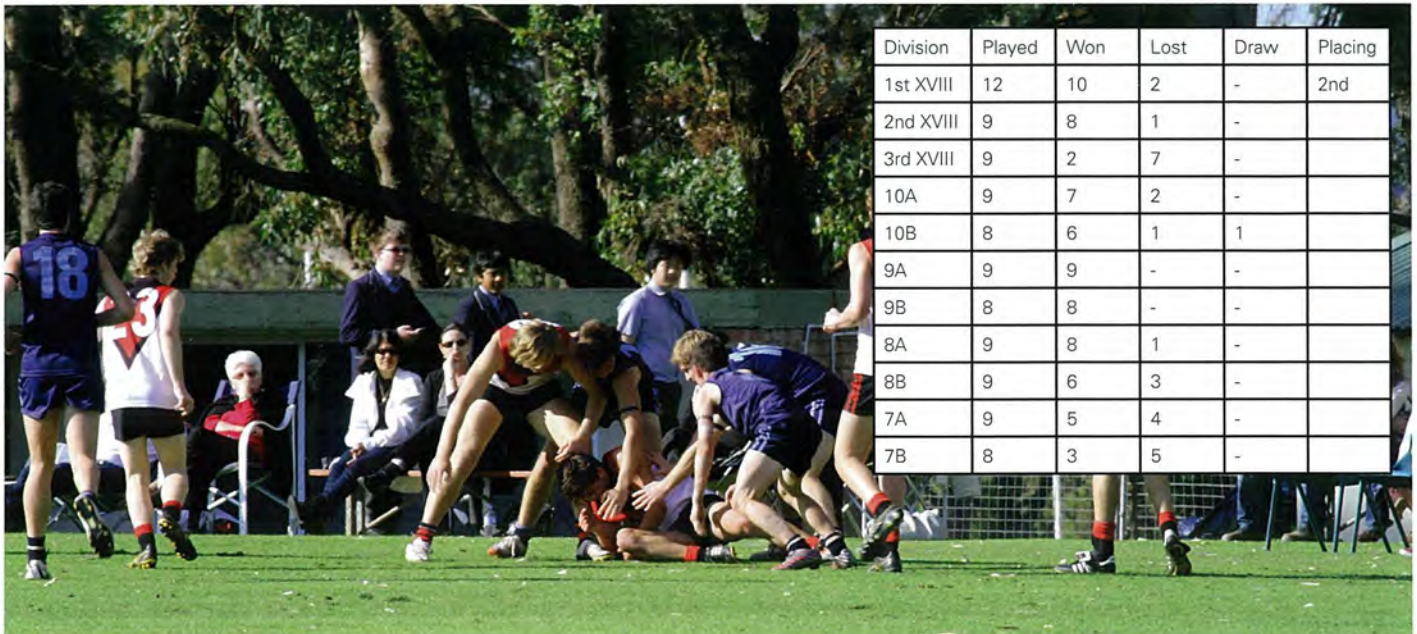 Division Played Won Lost Draw Placing
1st XVIII 12 10 2 - 2nd
2nd XVIII 9 8 1 -
3rd XVIII 9 2 7 -
10A 9 7 2 -
10B 8 6 1 1
9A 9 9 - -
9B 8 8 - -
8A 9 8 1 -
8B 9 6 3 -
7A 9 5 4 -
7B 8 3 5 -
18
23